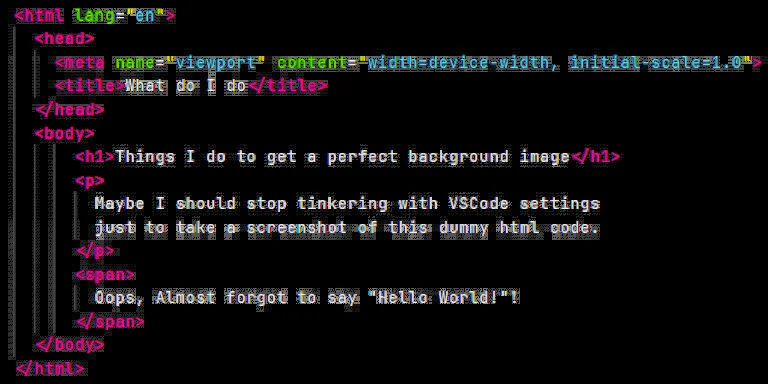 <html lang="en">
<head>
<meta name="viewport" content="width=device-width, initial-scale=1.0">
<title>What do I do</title>
</head>
<body>
<h1>Things I do to get a perfect background image</h1>
<p>
Maybe I should stop tinkering with VSCode settings
just to take a screenshot of this dummy html code.
</p>
<span>
Oops, Almost forgot to say "Hello World!"!
</span>
</body>
</html>